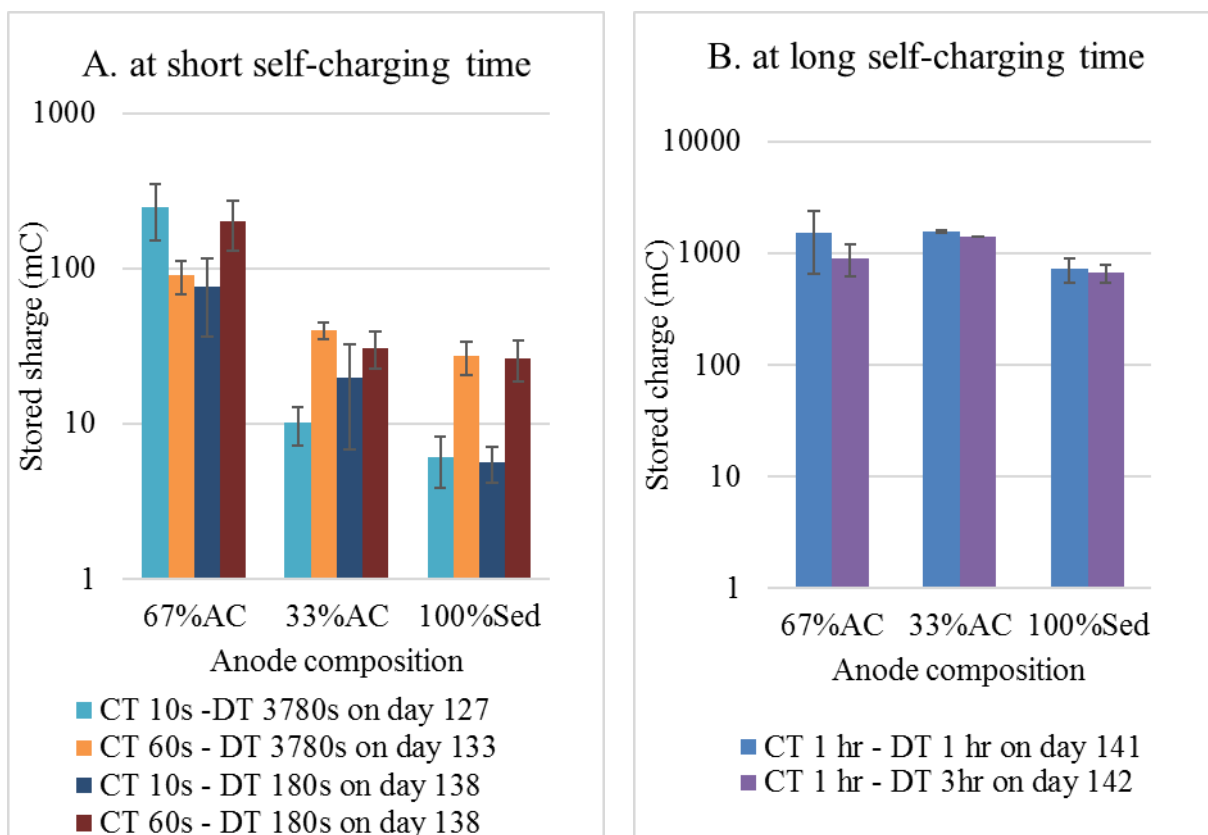 A. at short self-charging time
1000
100
10
1
Stored sharge (mC)
67%AC 33%AC 100%Sed
Anode composition
CT 10s -DT 3780s on day 127
CT 60s - DT 3780s on day 133
CT 10s - DT 180s on day 138
CT 60s - DT 180s on day 138
B. at long self-charging time
10000
1000
100
10
1
Stored charge (mC)
67%AC 33%AC 100%Sed
Anode composition
CT 1 hr - DT 1 hr on day 141
CT 1 hr - DT 3hr on day 142